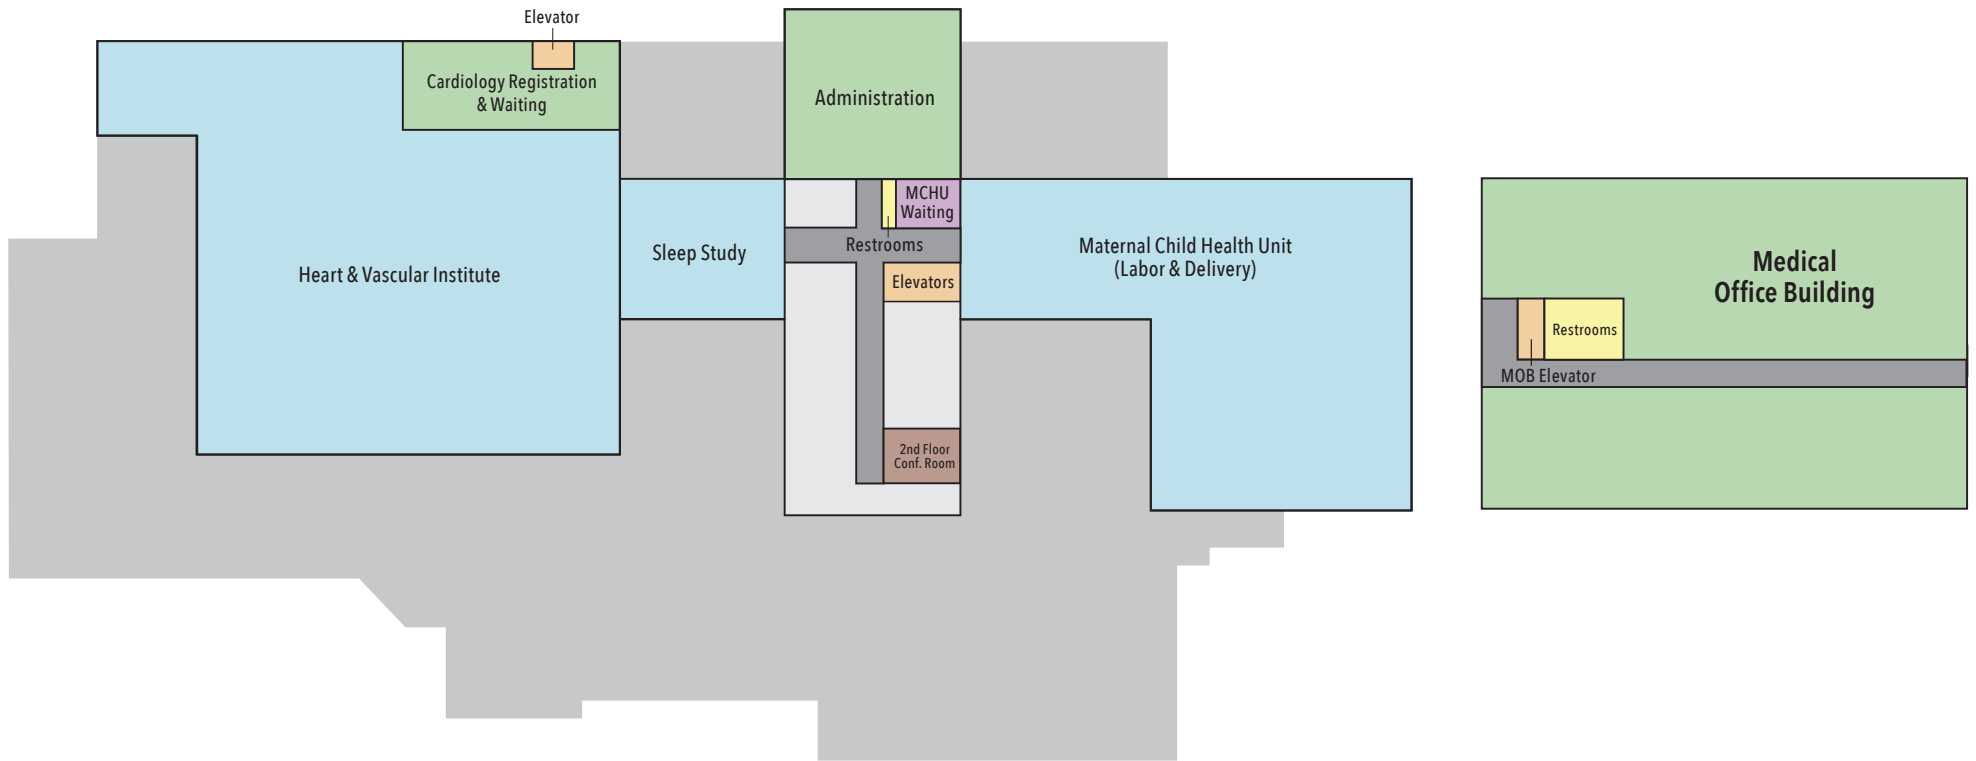 Elevator
Cardiology Registration
& Waiting
Administration
MCHU
Waiting
Restrooms
Sleep Study
Heart & Vascular Institute
Elevators
Maternal Child Health Unit
(Labor & Delivery)
2nd Floor
Conf. Room
Medical
Office Building
Restrooms
MOB Elevator